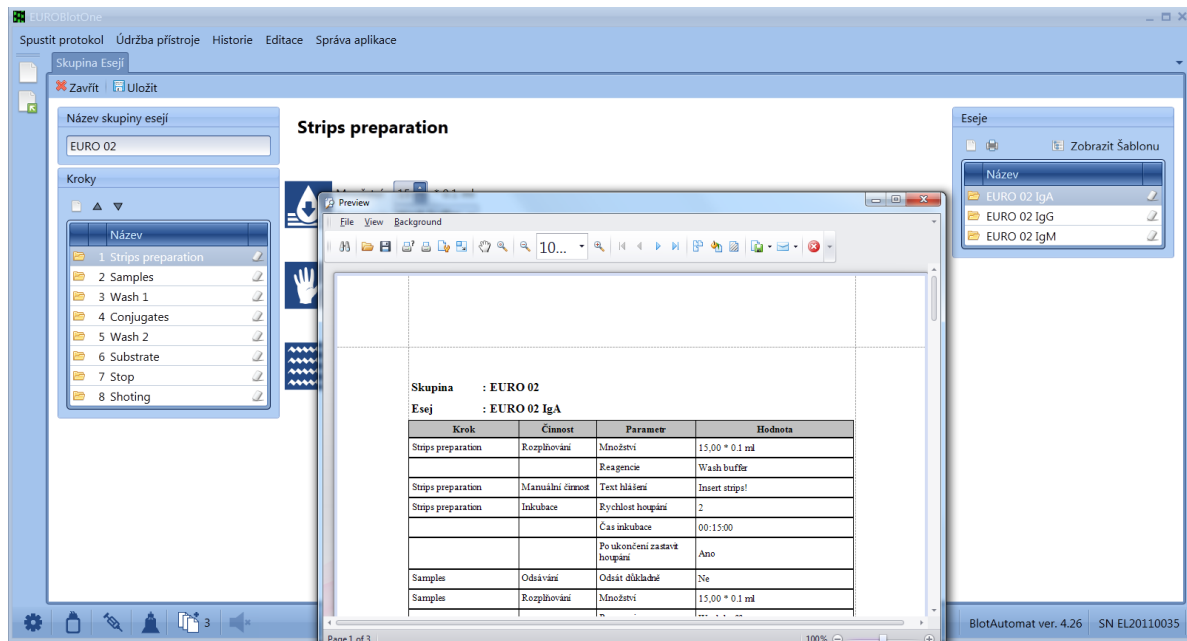 EUROBlotOne
Spustit protokol Údržba přístroje Historie Editace Správa aplikace
Skupina Esejí
Zavřít Uložit
Název skupiny esejí
EURO 02
Kroky
Název
1 Strips preparation
2 Samples
3 Wash 1
4 Conjugates
5 Wash 2
6 Substrate
7 Stop
8 Shoting
Strips preparation
Preview
File View Background
10...
Skupina : EURO 02
Esej : EURO 02 IgA
Krok Činnost Parametr Hodnota
Strips preparation Rozplňování Množství 15,00 * 0.1 ml
Reagencie Wash buffer
Strips preparation Manuální činnost Text hlášení Insert strips!
Strips preparation Inkubace Rychlost houpání 2
Čas inkubace 00:15:00
Po ukončení zastavit
houpání Ano
Samples Odsávání Odsát důkladně Ne
Samples Rozplňování Množství 15,00 * 0.1 ml
Page 1 of 3 100%
Eseje
Zobrazit Šablonu
Název
EURO 02 IgA
EURO 02 IgG
EURO 02 IgM
3
BlotAutomat ver. 4.26 SN EL20110035